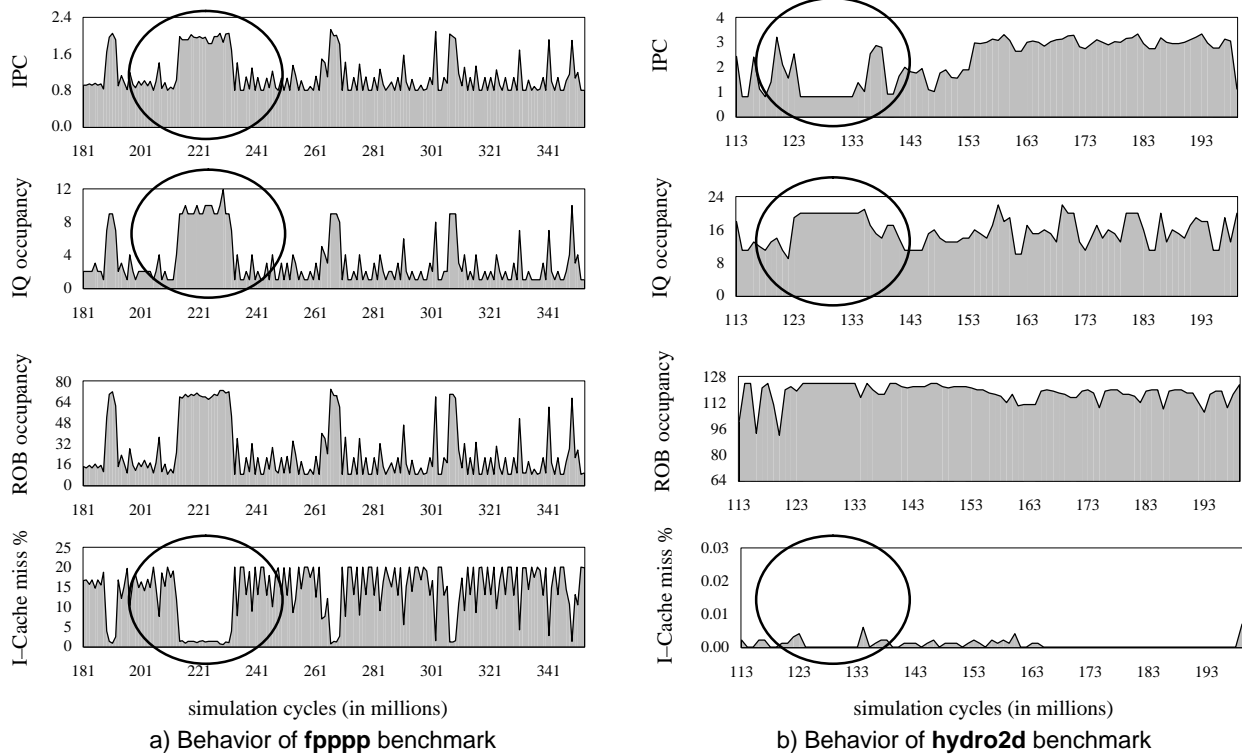 IPC
2.4
1.6
0.8
0.0
181 201 221 241 261 281 301 321 341
IQ occupancy
12
8
4
0
181 201 221 241 261 281 301 321 341
ROB occupancy
80
64
48
32
16
0
181 201 221 241 261 281 301 321 341
I–Cache miss %
25
20
15
10
5
0
181 201 221 241 261 281 301 321 341
simulation cycles (in millions)
a) Behavior of fpppp benchmark
IPC
4
3
2
1
0
113 123 133 143 153 163 173 183 193
IQ occupancy
24
16
8
0
113 123 133 143 153 163 173 183 193
ROB occupancy
128
112
96
80
64
113 123 133 143 153 163 173 183 193
I–Cache miss %
0.03
0.02
0.01
0.00
113 123 133 143 153 163 173 183 193
simulation cycles (in millions)
b) Behavior of hydro2d benchmark